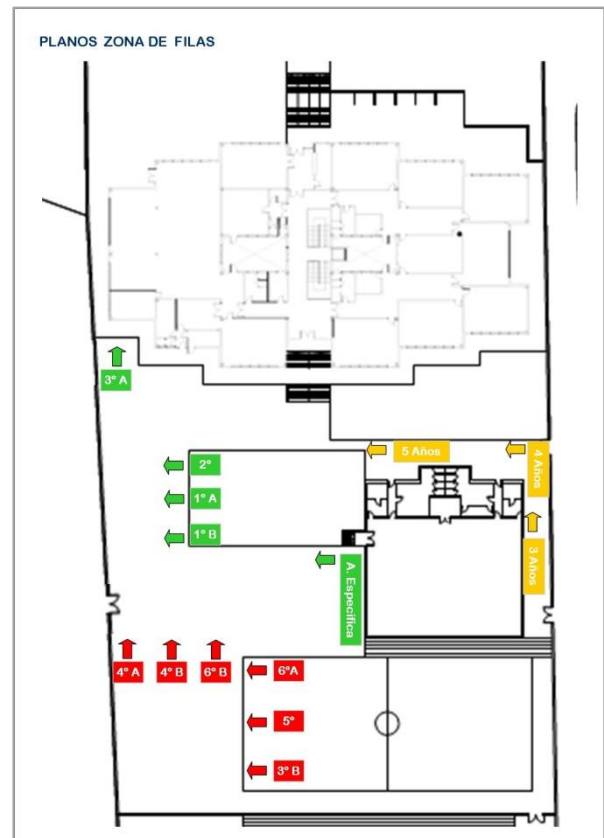 PLANOS ZONA DE FILAS
3º A
5 Años
4 Años
2º
1º A
1º B
3 Años
A. Específica
4º A
4º B
6º B
6ºA
5º
3º B